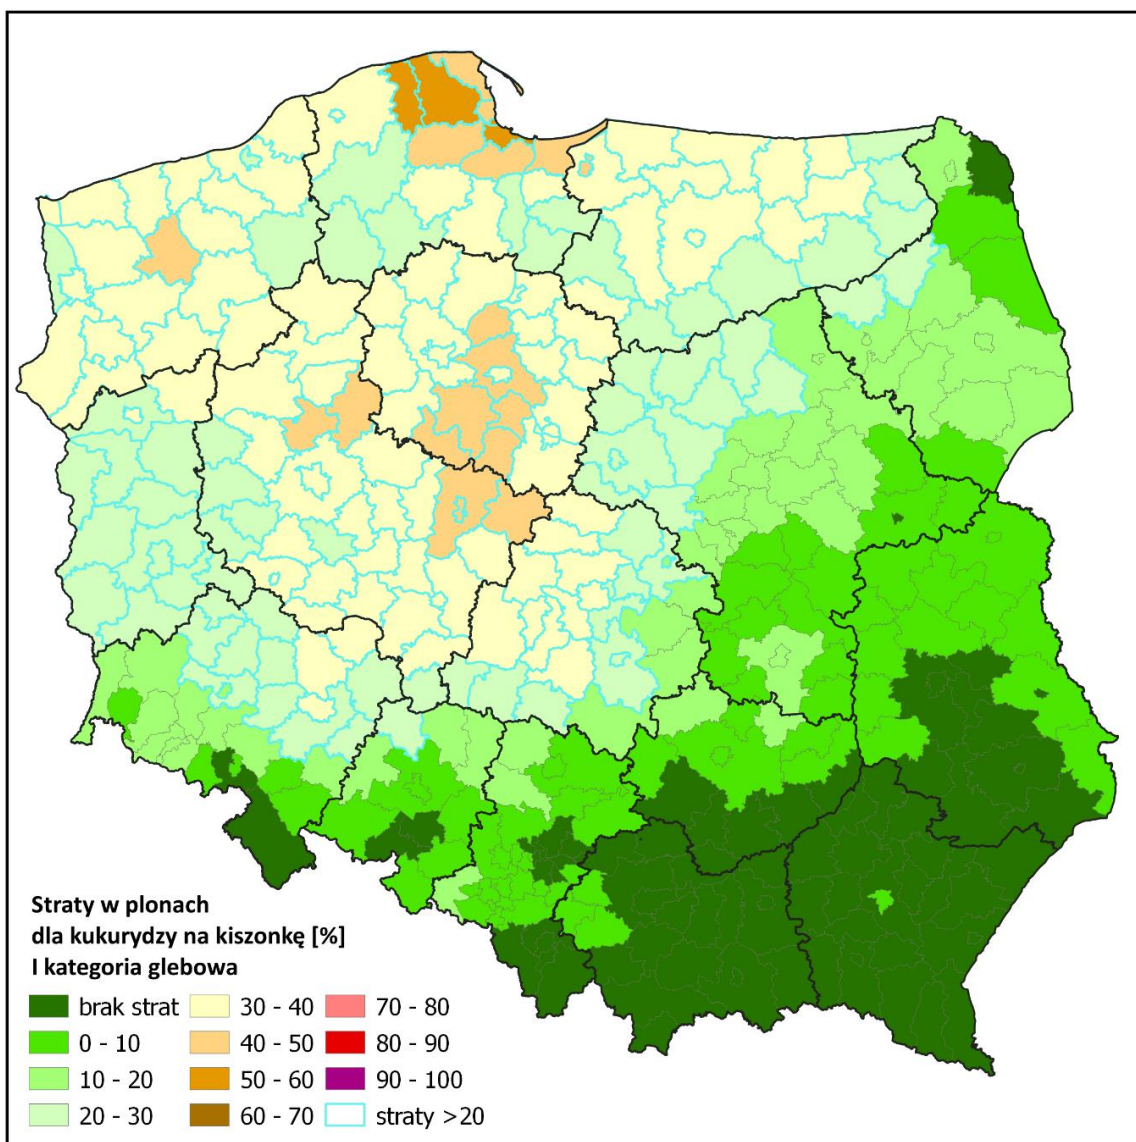 Straty w plonach
dla kukurydzy na kiszonkę [%]
I kategoria glebowa
brak strat
0 - 10
10 - 20
20 - 30
30 - 40
40 - 50
50 - 60
60 - 70
70 - 80
80 - 90
90 - 100
straty >20